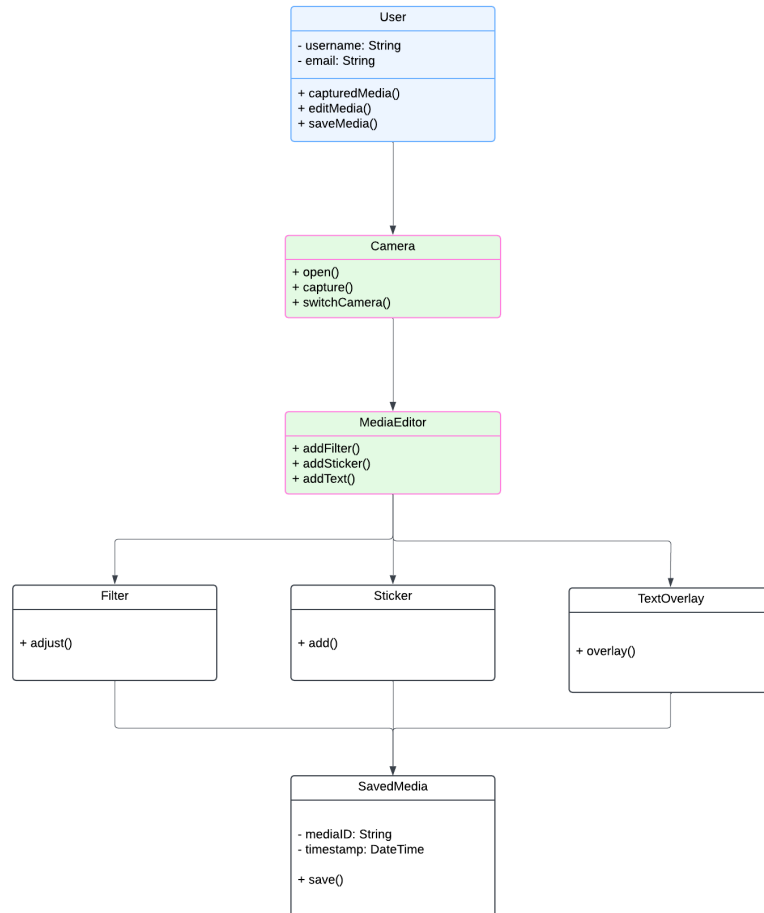 User
- username: String
- email: String
+ capturedMedia()
+ editMedia()
+ saveMedia()
Camera
+ open()
+ capture()
+ switchCamera()
MediaEditor
+ addFilter()
+ addSticker()
+ addText()
Filter
+ adjust()
Sticker
+ add()
TextOverlay
+ overlay()
SavedMedia
- mediaID: String
- timestamp: DateTime
+ save()